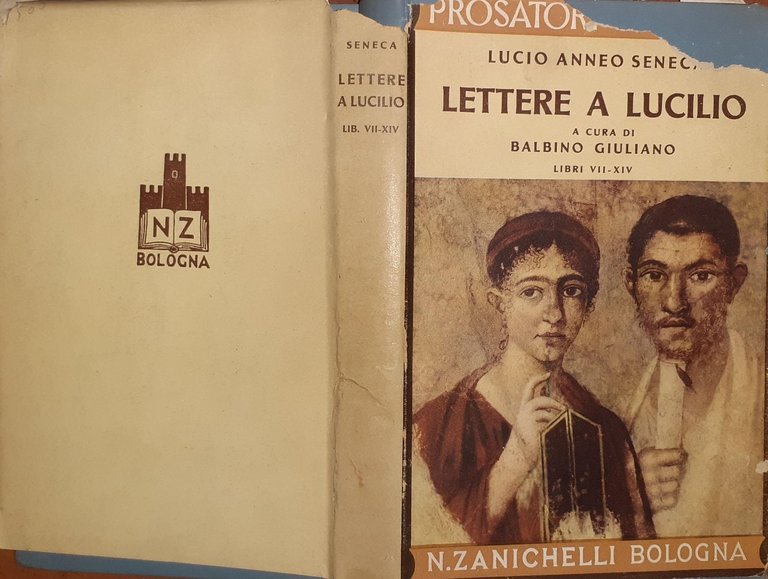 N Z
BOLOGNA
SENECA
LETTERE
A LUCILIO
LIB. VII-XIV
PROSATOR
LUCIO ANNEO SENECA
LETTERE A LUCILIO
A CURA DI
BALBINO GIULIANO
LIBRI VII-XIV
N. ZANICHELLI BOLOGNA